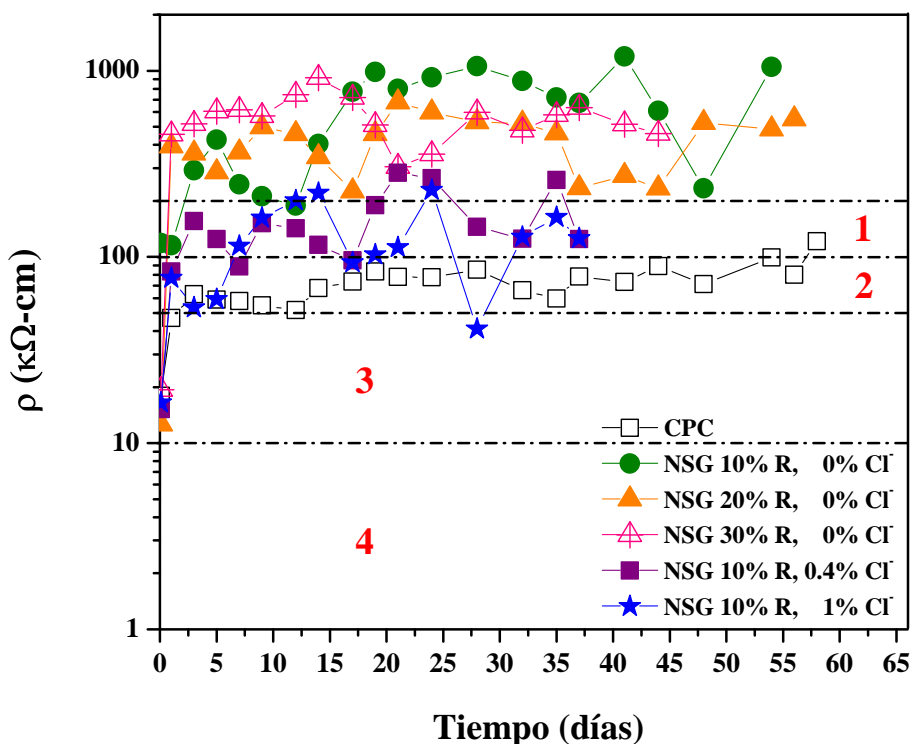 1000
100
10
1
ρ (κΩ-cm)
1
2
3
4
CPC
NSG 10% R, 0% Cl⁻
NSG 20% R, 0% Cl⁻
NSG 30% R, 0% Cl⁻
NSG 10% R, 0.4% Cl⁻
NSG 10% R, 1% Cl⁻
0 5 10 15 20 25 30 35 40 45 50 55 60 65
Tiempo (días)